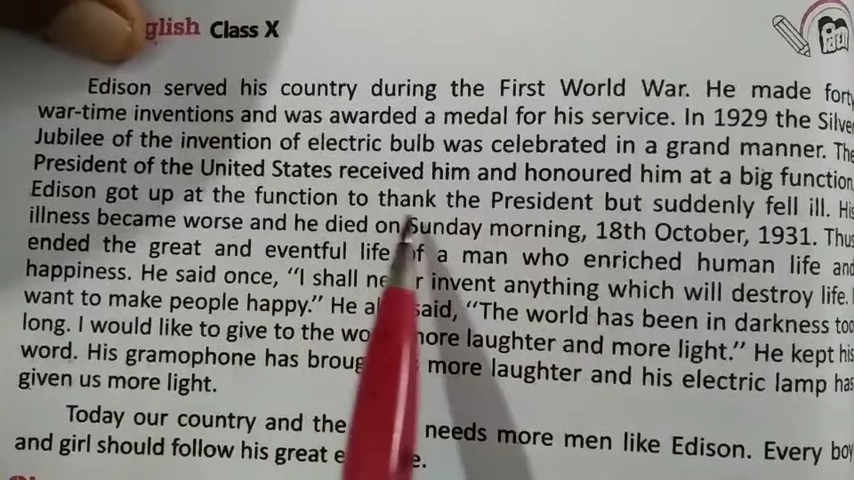 glish Class X
Edison served his country during the First World War. He made forty
war-time inventions and was awarded a medal for his service. In 1929 the Silver
Jubilee of the invention of electric bulb was celebrated in a grand manner. The
President of the United States received him and honoured him at a big function.
Edison got up at the function to thank the President but suddenly fell ill. His
illness became worse and he died on Sunday morning, 18th October, 1931. Thus
ended the great and eventful life of a man who enriched human life and
happiness. He said once, “I shall never invent anything which will destroy life. I
want to make people happy.” He also said, “The world has been in darkness too
long. I would like to give to the world more laughter and more light.” He kept his
word. His gramophone has brought more laughter and his electric lamp has
given us more light.
Today our country and the needs more men like Edison. Every boy
and girl should follow his great